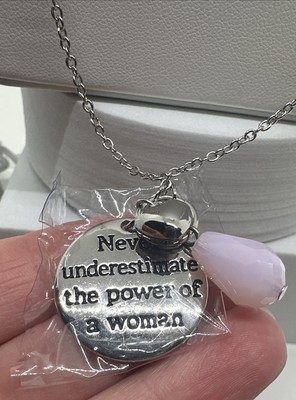 Never
underestimate
the power of
a woman